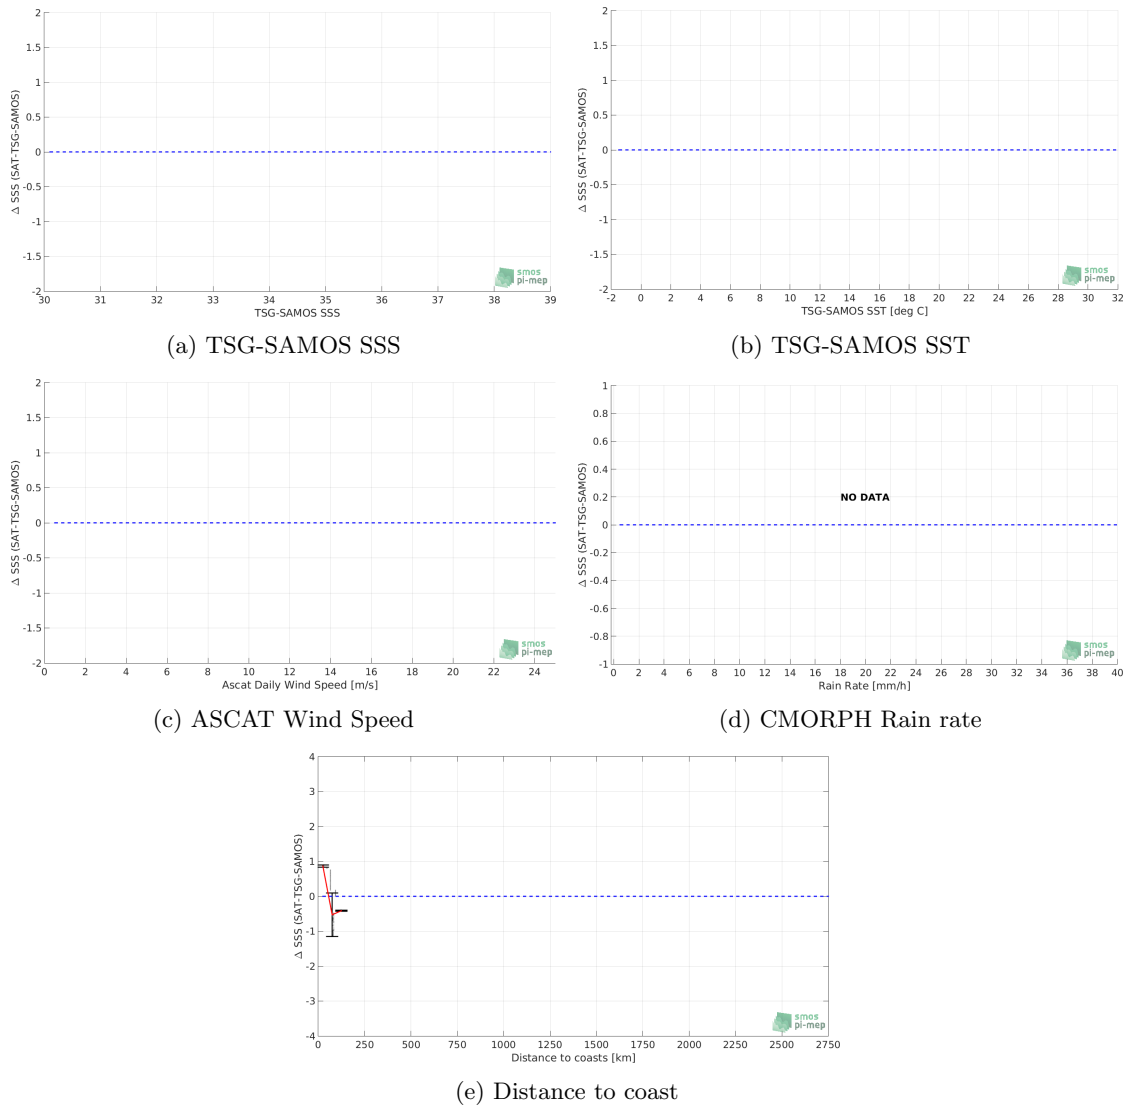 2
1.5
1
0.5
0
-0.5
-1
-1.5
-2
Δ SSS (SAT-TSG-SAMOS)
30 31 32 33 34 35 36 37 38 39
TSG-SAMOS SSS
smos
pi-mep
(a) TSG-SAMOS SSS
2
1.5
1
0.5
0
-0.5
-1
-1.5
-2
Δ SSS (SAT-TSG-SAMOS)
-2 0 2 4 6 8 10 12 14 16 18 20 22 24 26 28 30 32
TSG-SAMOS SST [deg C]
smos
pi-mep
(b) TSG-SAMOS SST
2
1.5
1
0.5
0
-0.5
-1
-1.5
-2
Δ SSS (SAT-TSG-SAMOS)
0 2 4 6 8 10 12 14 16 18 20 22
Ascat Daily Wind Speed [m/s]
smos
pi-mep
(c) ASCAT Wind Speed
1
0.8
0.6
0.4
0.2
0
-0.2
-0.4
-0.6
-0.8
-1
Δ SSS (SAT-TSG-SAMOS)
NO DATA
0 2 4 6 8 10 12 14 16 18 20 22 24 26 28 30 32 34 36 38 40
Rain Rate [mm/h]
smos
pi-mep
(d) CMORPH Rain rate
4
3
2
1
0
-1
-2
-3
-4
Δ SSS (SAT-TSG-SAMOS)
0 250 500 750 1000 1250 1500 1750 2000 2250 2500 2750
Distance to coasts [km]
smos
pi-mep
(e) Distance to coast